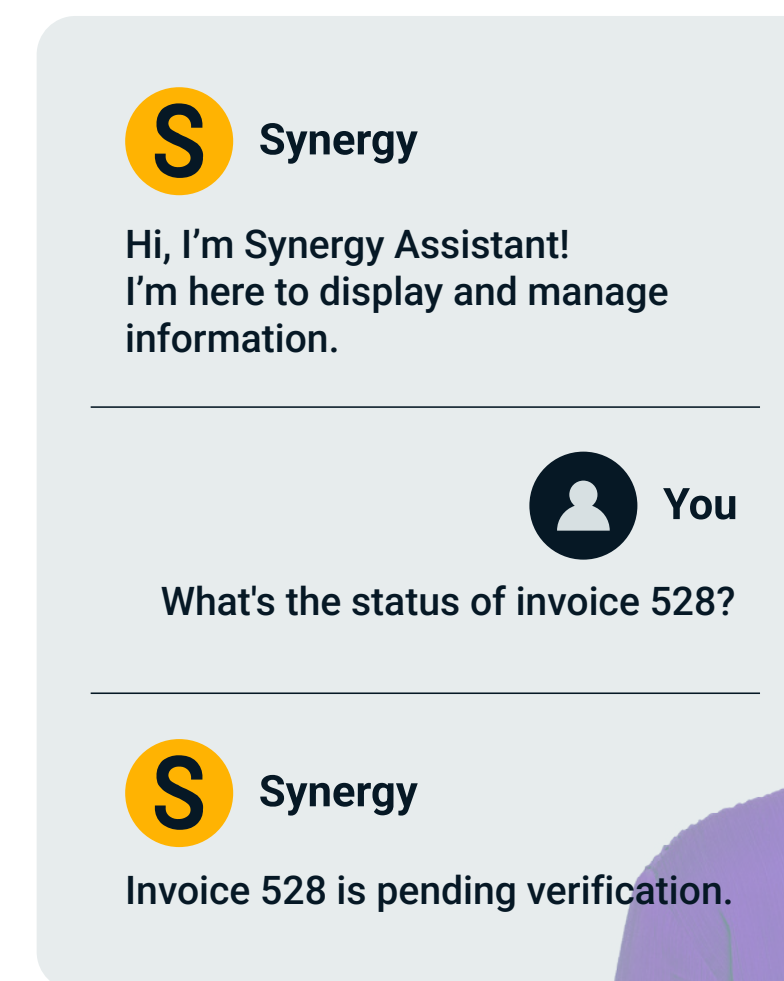 S
Synergy
Hi, I’m Synergy Assistant!
I’m here to display and manage
information.
You
What's the status of invoice 528?
S
Synergy
Invoice 528 is pending verification.